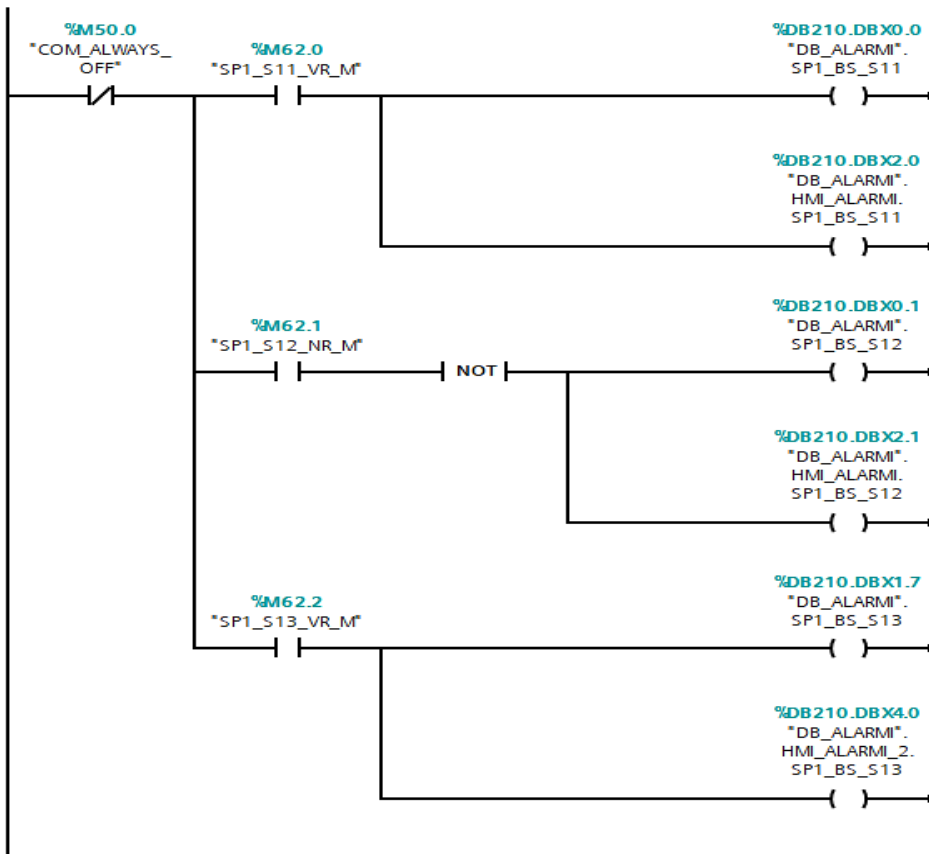 %M50.0
"COM_ALWAYS_
OFF"
%M62.0
"SP1_S11_VR_M"
%DB210.DBX0.0
"DB_ALARMI".
SP1_BS_S11
%DB210.DBX2.0
"DB_ALARMI".
HMI_ALARMI.
SP1_BS_S11
%M62.1
"SP1_S12_NR_M"
NOT
%DB210.DBX0.1
"DB_ALARMI".
SP1_BS_S12
%DB210.DBX2.1
"DB_ALARMI".
HMI_ALARMI.
SP1_BS_S12
%M62.2
"SP1_S13_VR_M"
%DB210.DBX1.7
"DB_ALARMI".
SP1_BS_S13
%DB210.DBX4.0
"DB_ALARMI".
HMI_ALARMI_2.
SP1_BS_S13